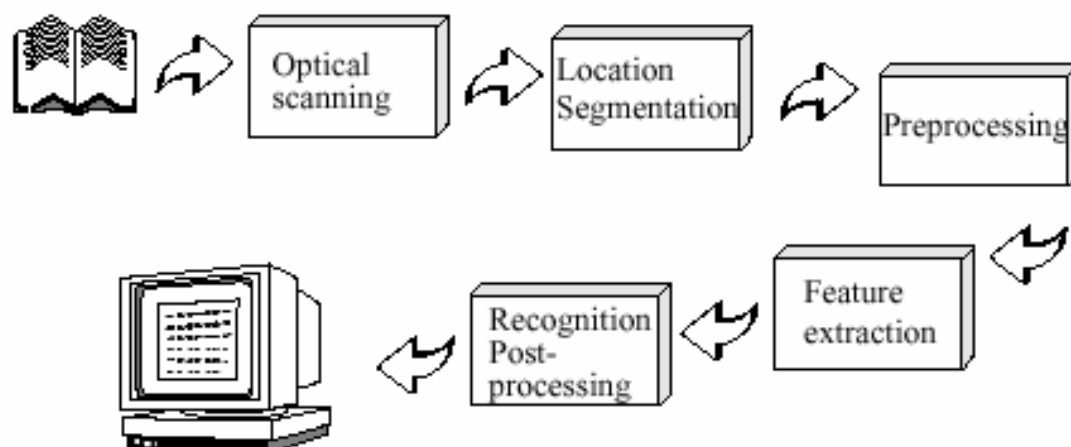 Optical
scanning
Location
Segmentation
Preprocessing
Feature
extraction
Recognition
Post-
processing